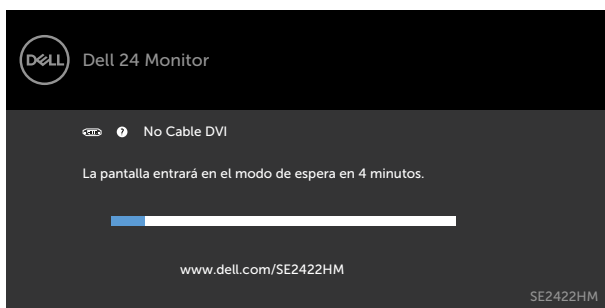 DELL
Dell 24 Monitor
? No Cable DVI
La pantalla entrará en el modo de espera en 4 minutos.
www.dell.com/SE2422HM
SE2422HM